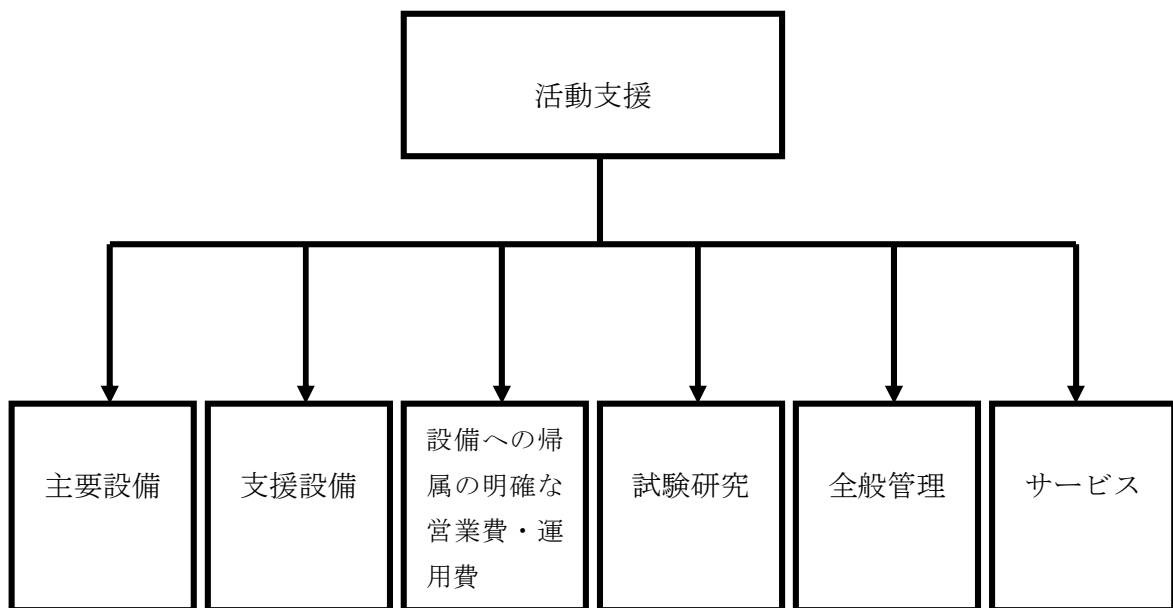 活動支援
主要設備
支援設備
設備への帰
属の明確な
営業費・運
用費
試験研究
全般管理
サービス